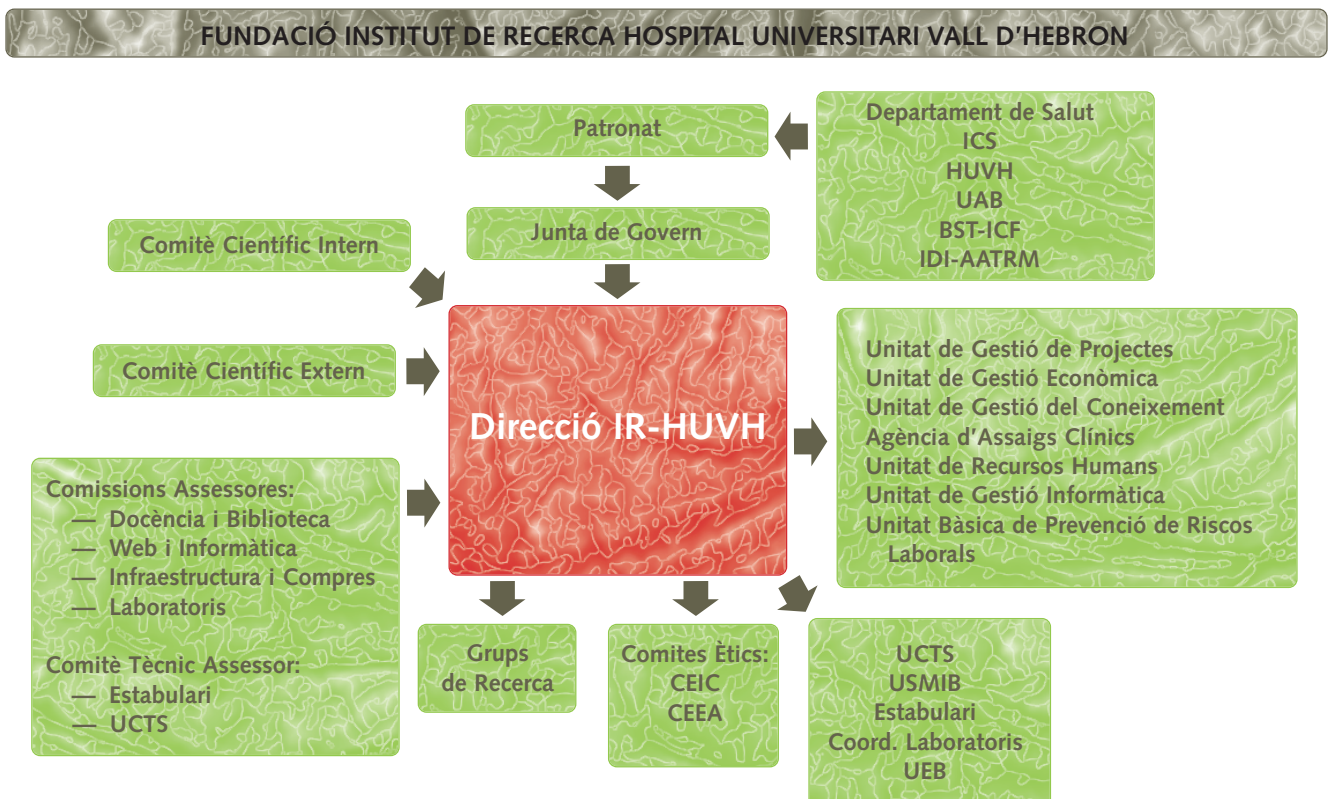 FUNDACIÓ INSTITUT DE RECERCA HOSPITAL UNIVERSITARI VALL D'HEBRON
Patronat
Departament de Salut
ICS
HUVH
UAB
BST-ICF
IDI-AATRM
Junta de Govern
Comitè Científic Intern
Comitè Científic Extern
Direcció IR-HUVH
Unitat de Gestió de Projectes
Unitat de Gestió Econòmica
Unitat de Gestió del Coneixement
Agència d'Assaigs Clínics
Unitat de Recursos Humans
Unitat de Gestió Informàtica
Unitat Bàsica de Prevenció de Riscos
Laborals
Comissions Assessores:
— Docència i Biblioteca
— Web i Informàtica
— Infraestructura i Compres
— Laboratoris
Comitè Tècnic Assessor:
— Estabulari
— UCTS
Grups
de Recerca
Comites Ètics:
CEIC
CEEA
UCTS
USMIB
Estabulari
Coord. Laboratoris
UEB